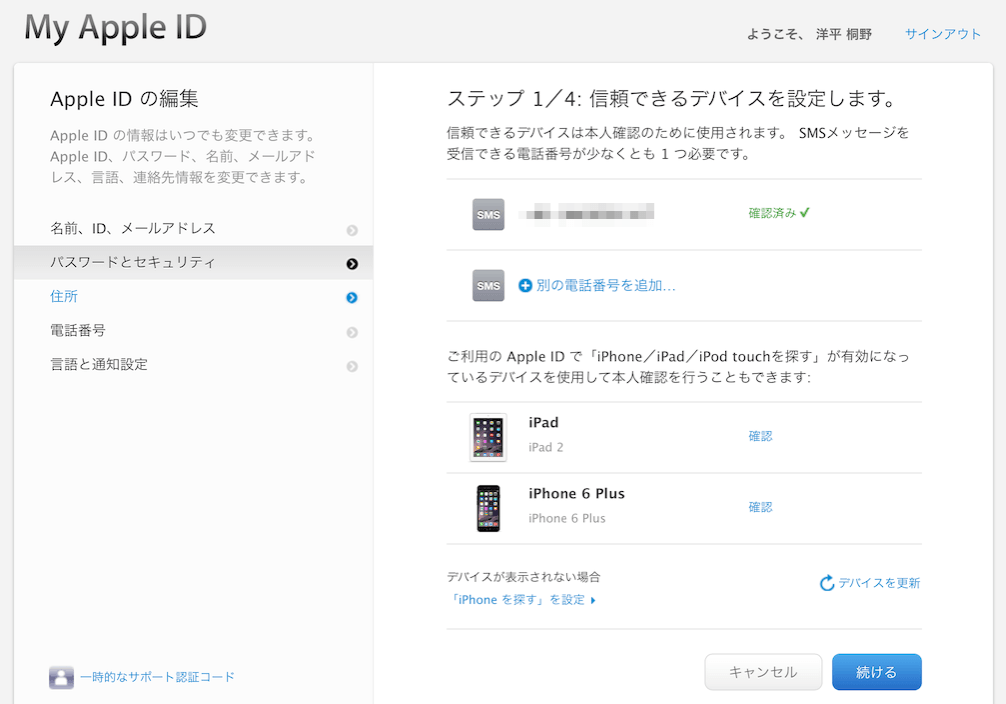 My Apple ID
ようこそ、 洋平 桐野
サインアウト
Apple ID の編集
Apple ID の情報はいつでも変更できます。
Apple ID、パスワード、名前、メールアド
レス、言語、連絡先情報を変更できます。
名前、ID、メールアドレス
パスワードとセキュリティ
住所
電話番号
言語と通知設定
一時的なサポート認証コード
ステップ 1／4: 信頼できるデバイスを設定します。
信頼できるデバイスは本人確認のために使用されます。 SMSメッセージを
受信できる電話番号が少なくとも 1 つ必要です。
SMS
確認済み
SMS
別の電話番号を追加...
ご利用の Apple ID で「iPhone／iPad／iPod touchを探す」が有効になっ
ているデバイスを使用して本人確認を行うこともできます:
iPad
iPad 2
確認
iPhone 6 Plus
iPhone 6 Plus
確認
デバイスが表示されない場合
「iPhone を探す」を設定
デバイスを更新
キャンセル
続ける